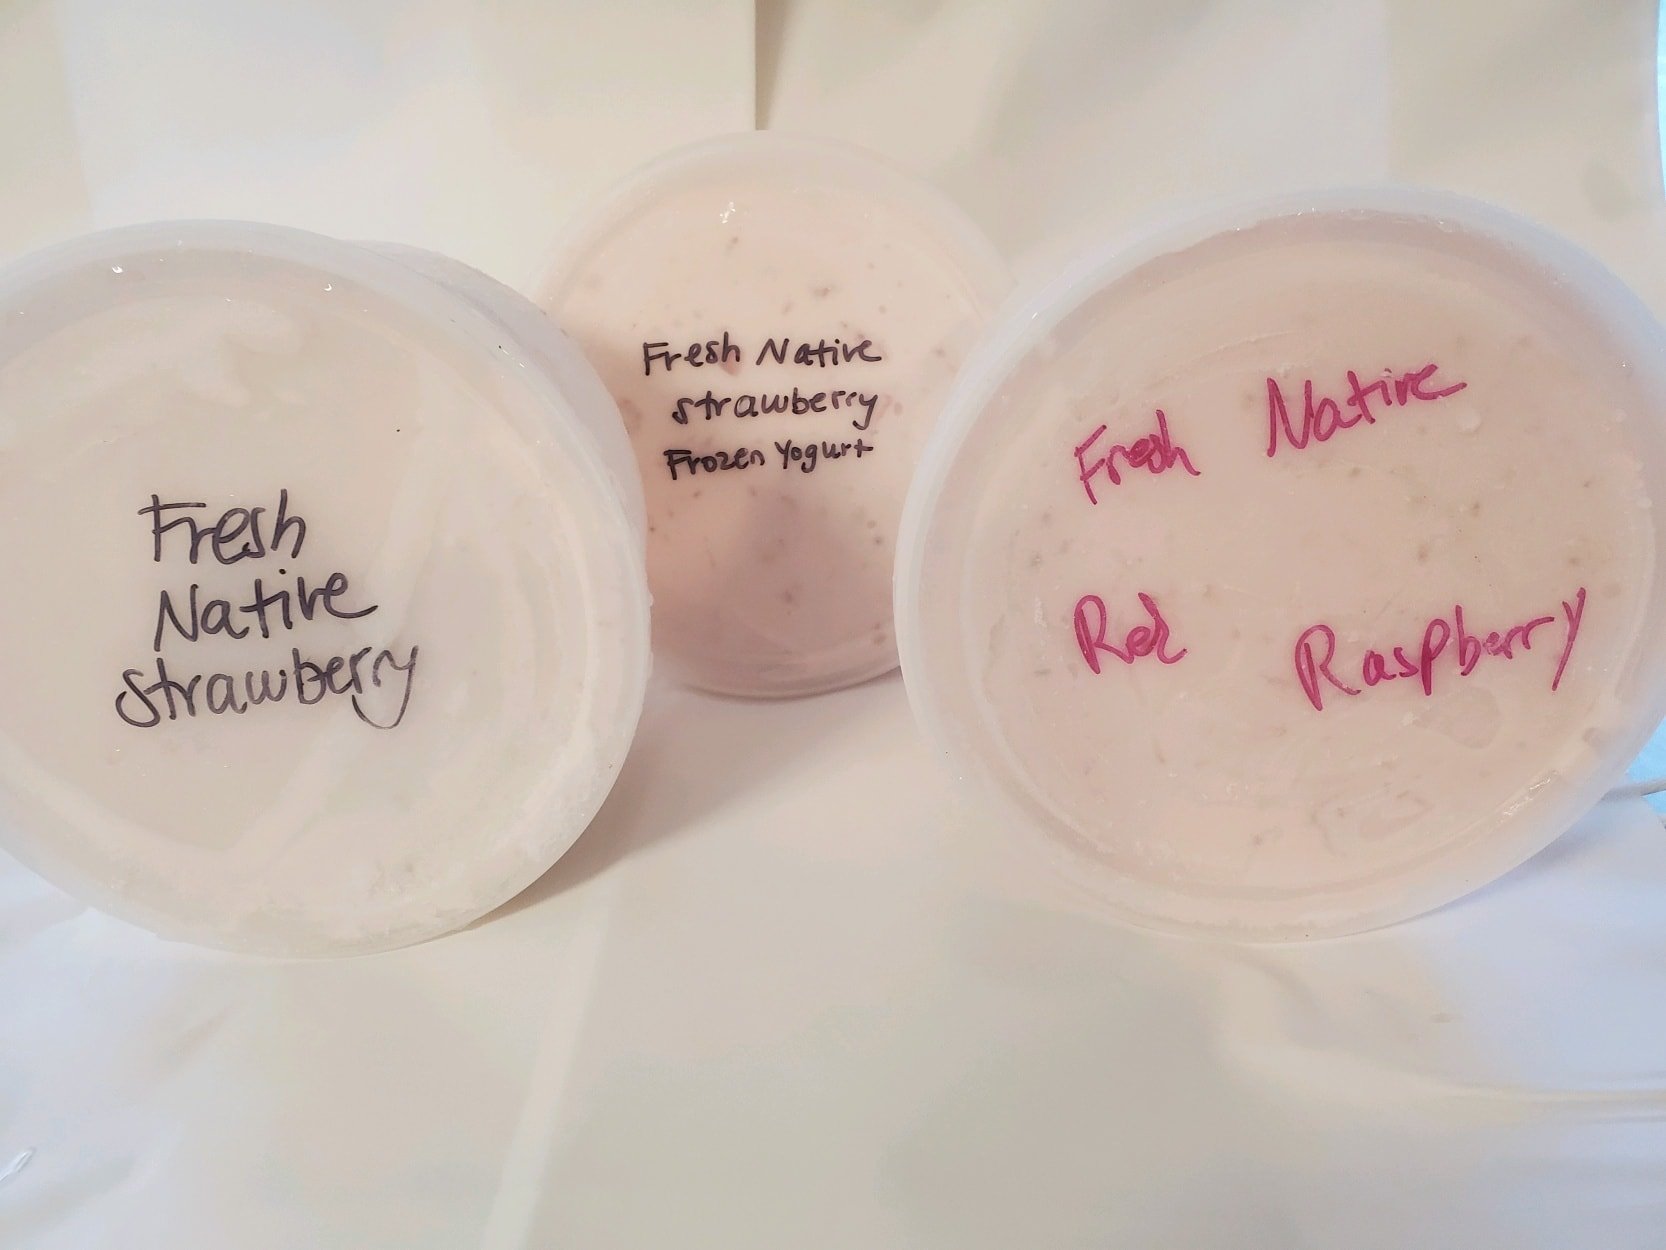 Fresh
Native
strawberry
Fresh Native
strawberry
Frozen Yogurt
Fresh Native
Red Raspberry